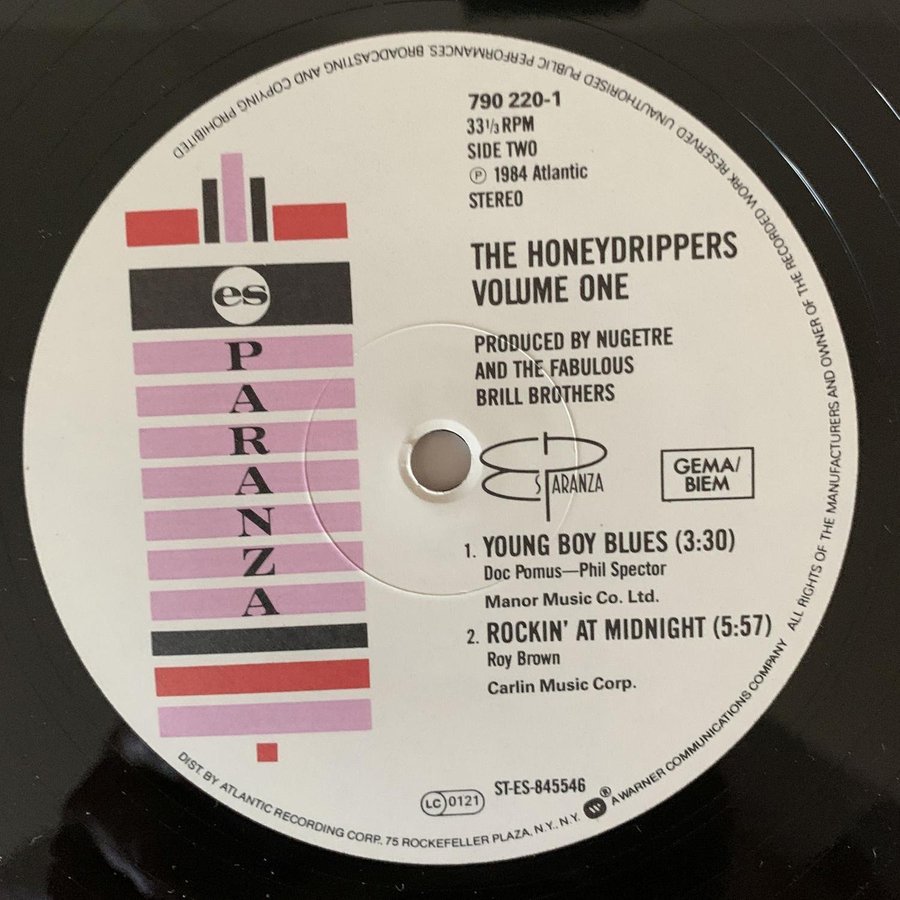 790 220-1
33⅓ RPM
SIDE TWO
Ⓟ 1984 Atlantic
STEREO
THE HONEYDRIPPERS
VOLUME ONE
PRODUCED BY NUGETRE
AND THE FABULOUS
BRILL BROTHERS
ES PARANZA
GEMA/
BIEM
1. YOUNG BOY BLUES (3:30)
Doc Pomus—Phil Spector
Manor Music Co. Ltd.
2. ROCKIN' AT MIDNIGHT (5:57)
Roy Brown
Carlin Music Corp.
LC 0121
ST-ES-845546
es
P
A
R
A
N
Z
A
DIST. BY ATLANTIC RECORDING CORP., 75 ROCKEFELLER PLAZA, N.Y., N.Y. W® A WARNER COMMUNICATIONS COMPANY ALL RIGHTS OF THE MANUFACTURERS AND OWNER OF THE RECORDED WORK RESERVED UNAUTHORISED PUBLIC PERFORMANCES, BROADCASTING AND COPYING PROHIBITED